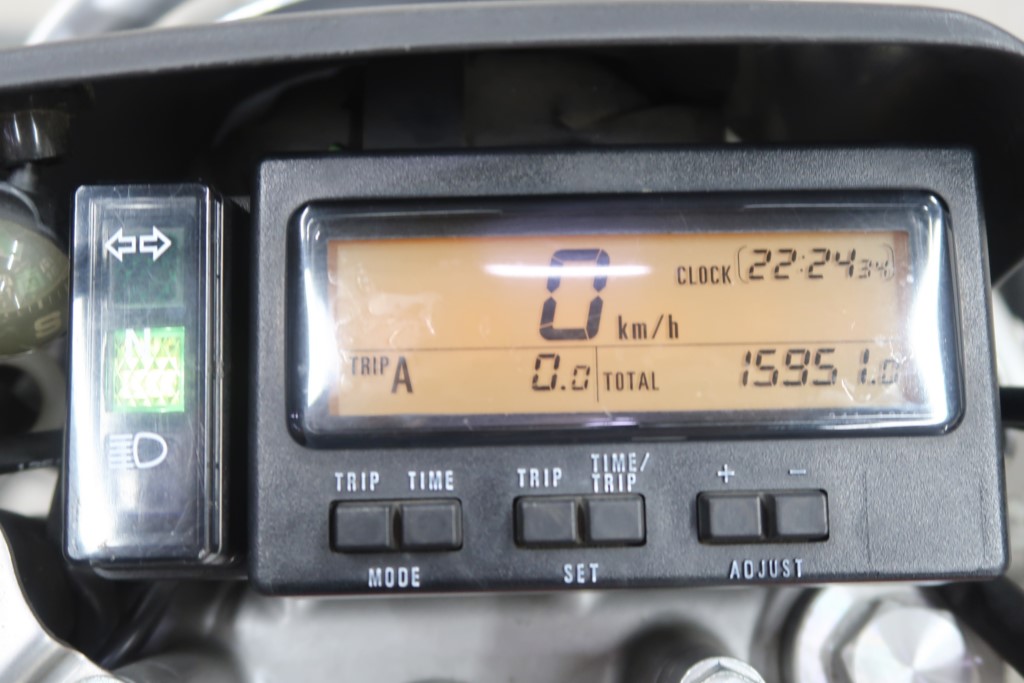 CLOCK 22:24 34
0 km/h
TRIP A 0.0 TOTAL 15951.0
N
TRIP TIME TRIP TIME/TRIP + −
MODE SET ADJUST